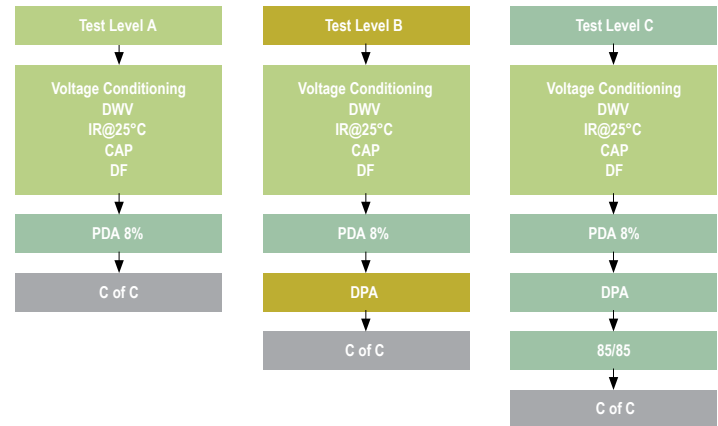 Test Level A
Voltage Conditioning
DWV
IR@25°C
CAP
DF
PDA 8%
C of C
Test Level B
Voltage Conditioning
DWV
IR@25°C
CAP
DF
PDA 8%
DPA
C of C
Test Level C
Voltage Conditioning
DWV
IR@25°C
CAP
DF
PDA 8%
DPA
85/85
C of C